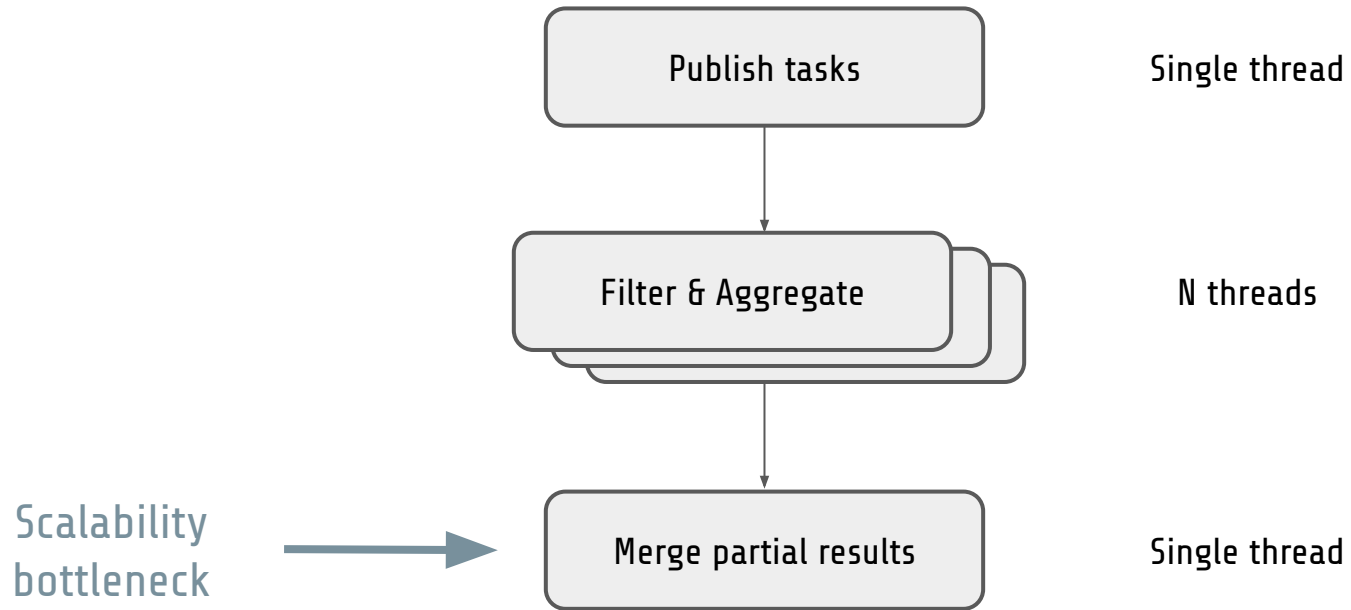 Publish tasks
Single thread
Filter & Aggregate
N threads
Scalability
bottleneck
Merge partial results
Single thread